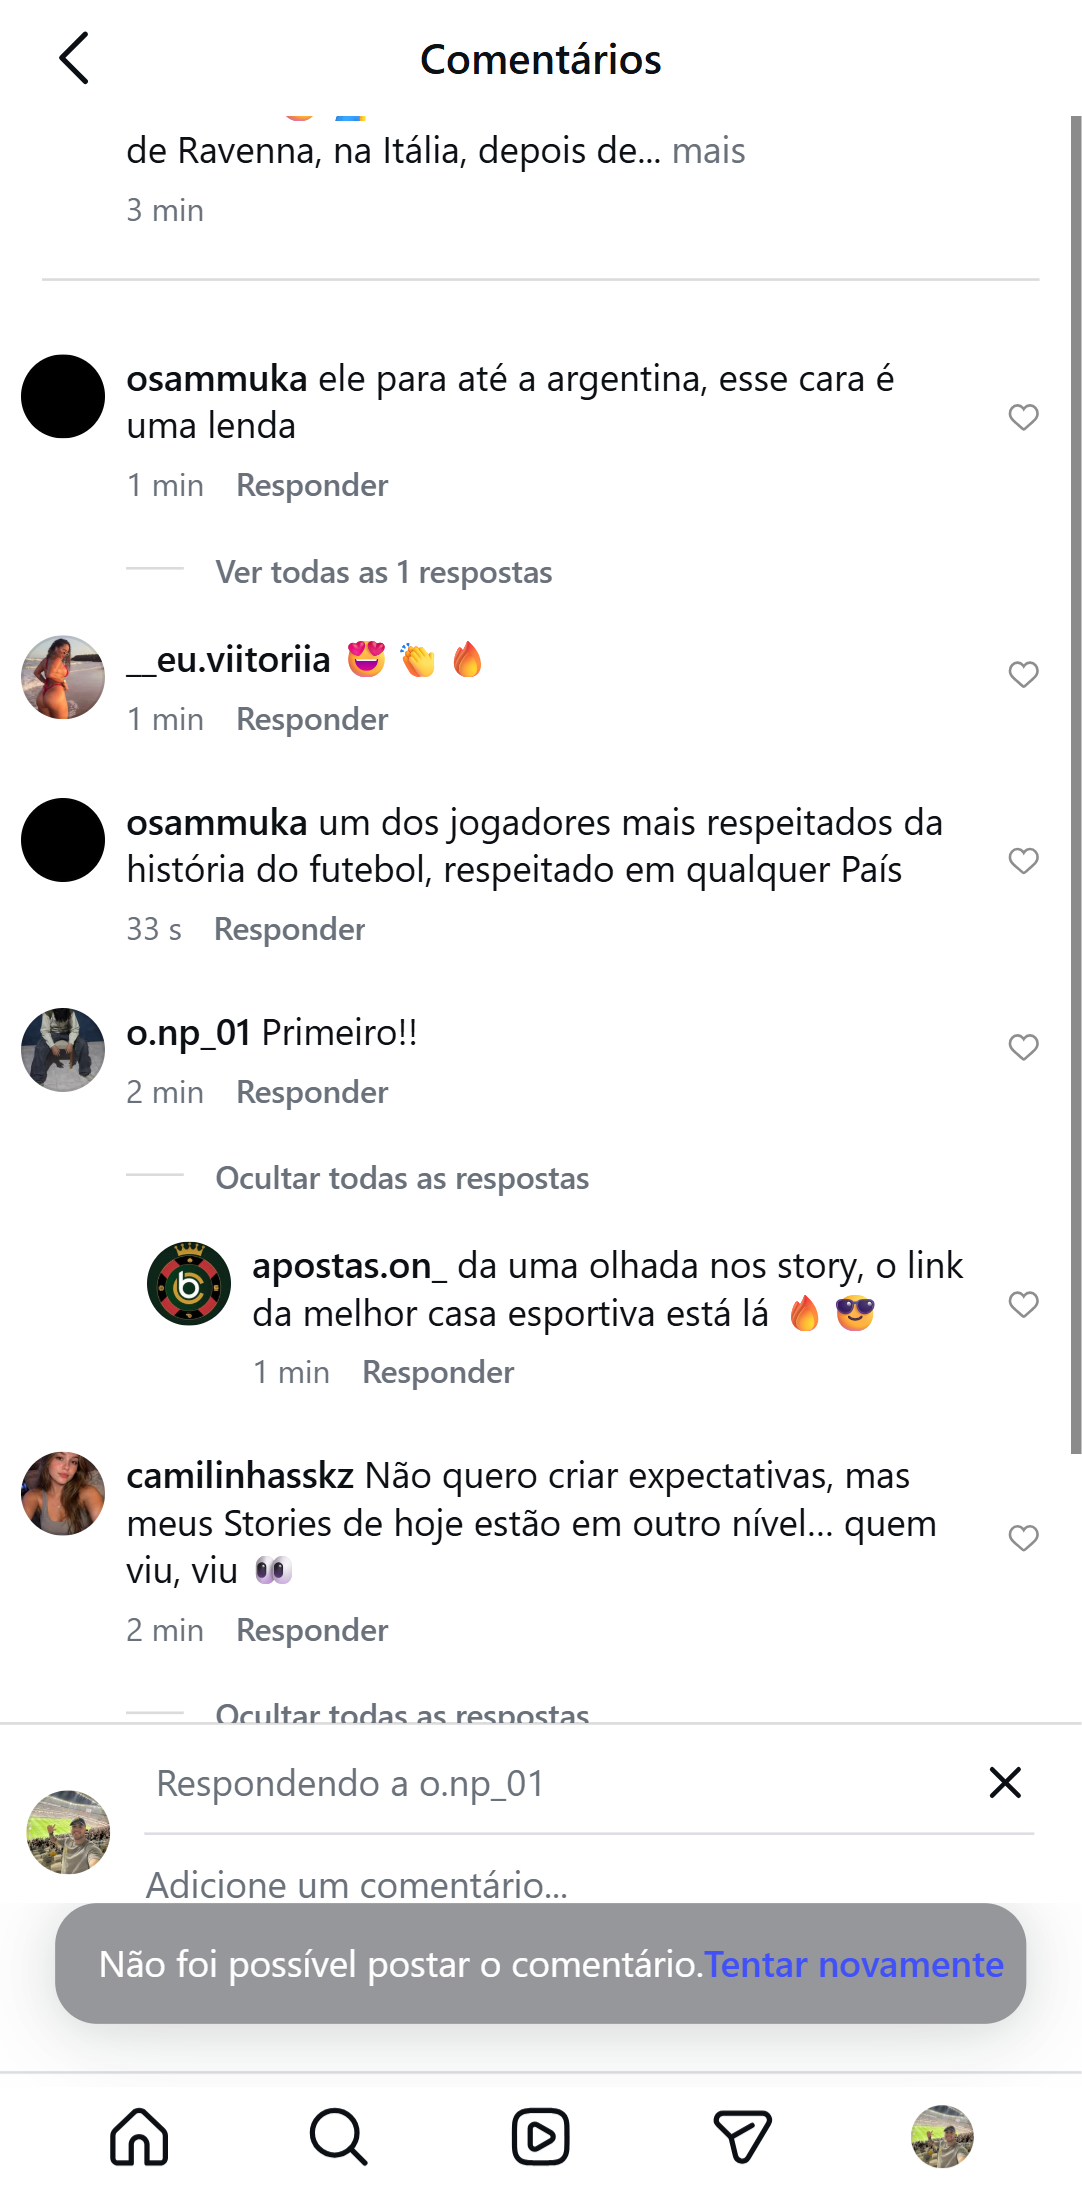 Comentários
de Ravenna, na Itália, depois de... mais
3 min
osammuka ele para até a argentina, esse cara é
uma lenda
1 min Responder
Ver todas as 1 respostas
__eu.viitoriia 😍 👏 🔥
1 min Responder
osammuka um dos jogadores mais respeitados da
história do futebol, respeitado em qualquer País
33 s Responder
o.np_01 Primeiro!!
2 min Responder
Ocultar todas as respostas
apostas.on_ da uma olhada nos story, o link
da melhor casa esportiva está lá 🔥 😎
1 min Responder
camilinhasskz Não quero criar expectativas, mas
meus Stories de hoje estão em outro nível... quem
viu, viu 👀
2 min Responder
Ocultar todas as respostas
Respondendo a o.np_01
Adicione um comentário...
Não foi possível postar o comentário.Tentar novamente